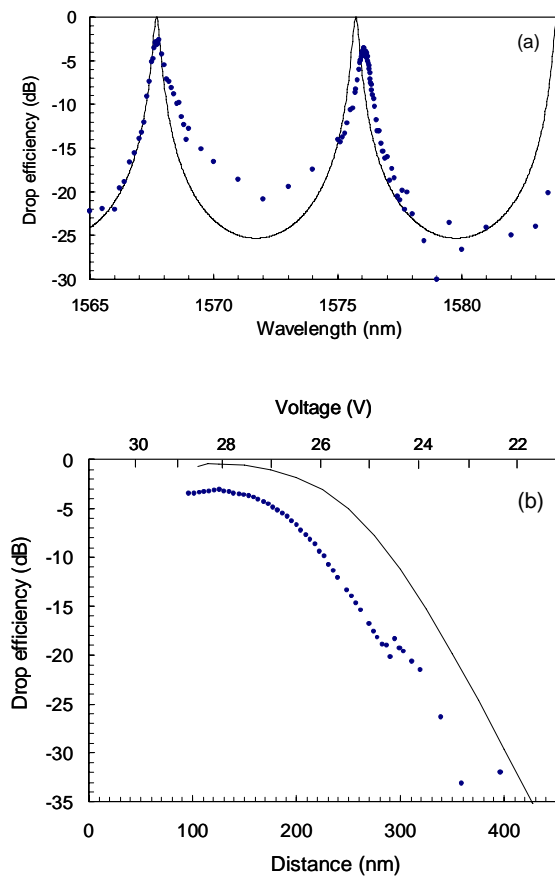 (a)
0
-5
-10
-15
-20
-25
-30
Drop efficiency (dB)
1565 1570 1575 1580
Wavelength (nm)
Voltage (V)
30 28 26 24 22
(b)
0
-5
-10
-15
-20
-25
-30
-35
Drop efficiency (dB)
0 100 200 300 400
Distance (nm)